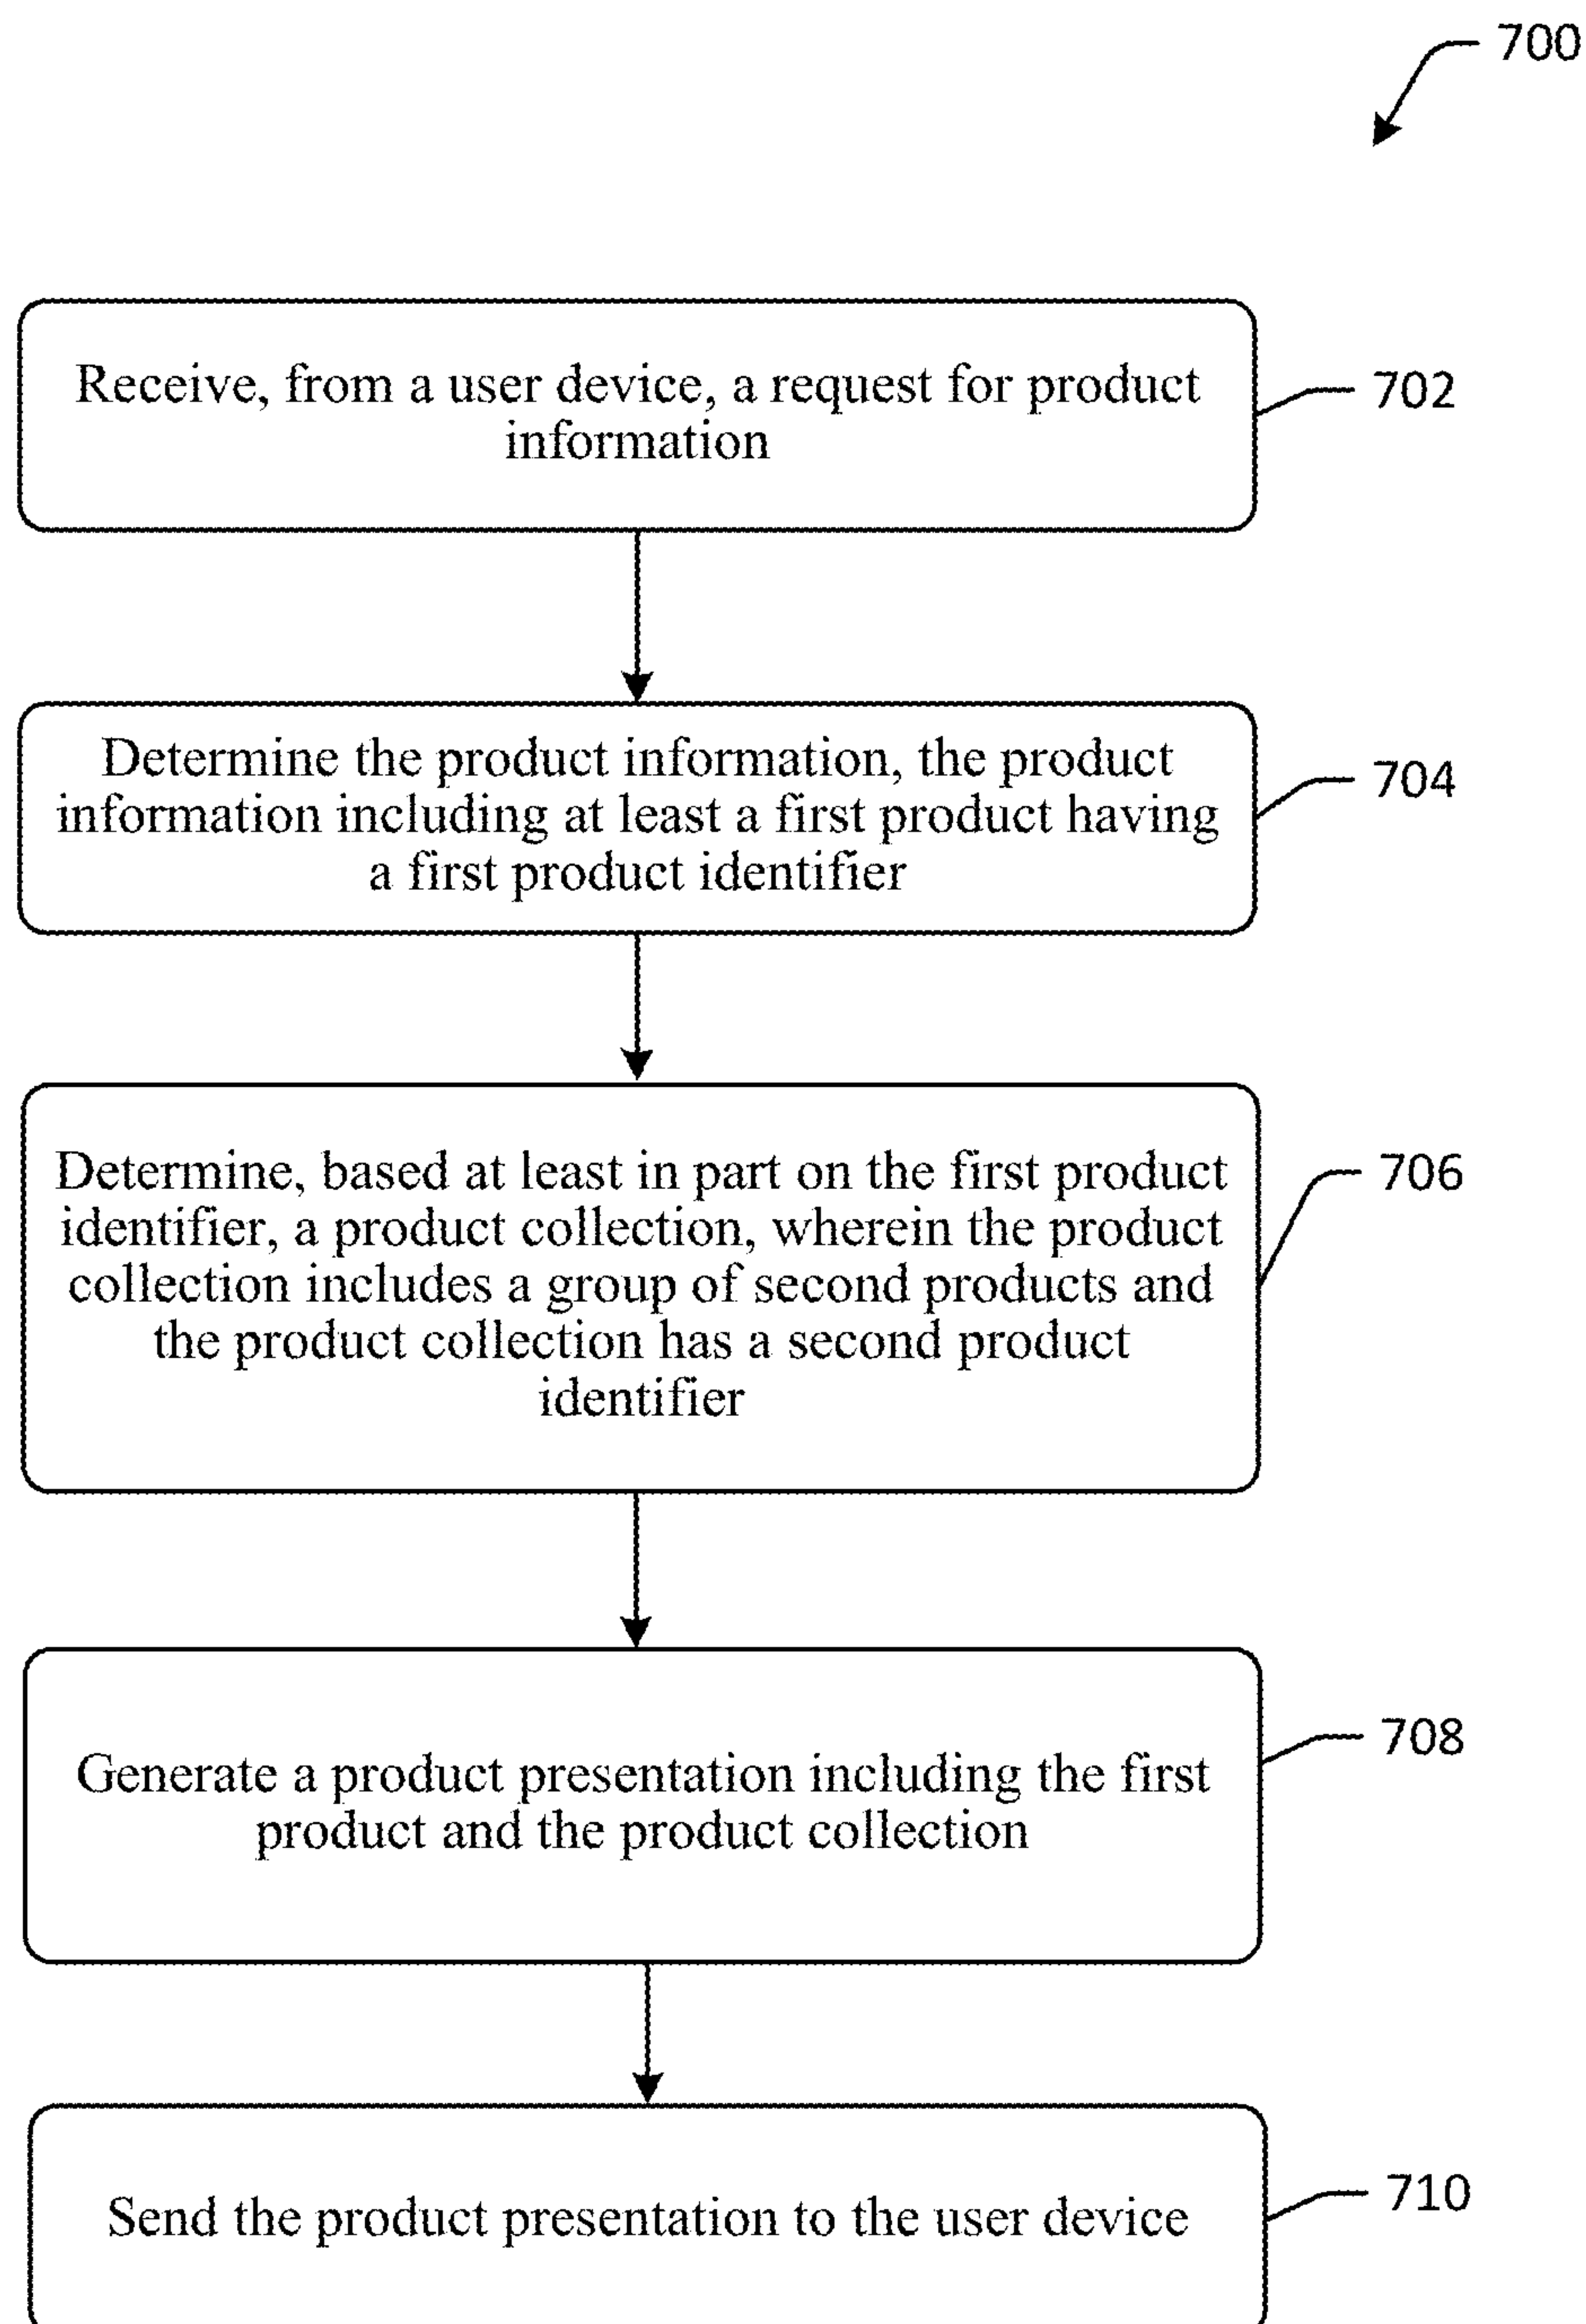 700
Receive, from a user device, a request for product
information
702
Determine the product information, the product
information including at least a first product having
a first product identifier
704
Determine, based at least in part on the first product
identifier, a product collection, wherein the product
collection includes a group of second products and
the product collection has a second product
identifier
706
Generate a product presentation including the first
product and the product collection
708
Send the product presentation to the user device
710